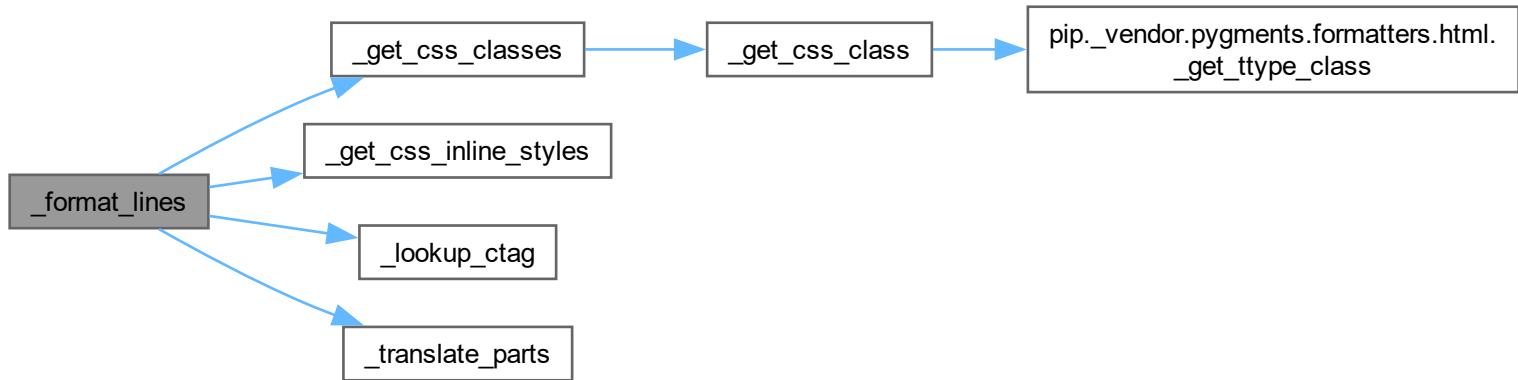 _format_lines
_get_css_classes
_get_css_class
pip._vendor.pygments.formatters.html.
_get_ttype_class
_get_css_inline_styles
_lookup_ctag
_translate_parts